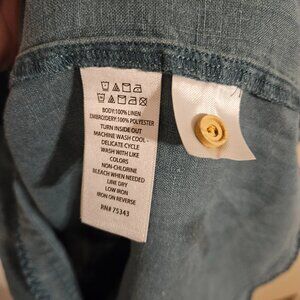 BODY:100% LINEN
EMBROIDERY:100% POLYESTER
TURN INSIDE OUT
MACHINE WASH COOL -
DELICATE CYCLE
WASH WITH LIKE
COLORS
NON-CHLORINE
BLEACH WHEN NEEDED
LINE DRY
LOW IRON
IRON ON REVERSE
RN# 75343